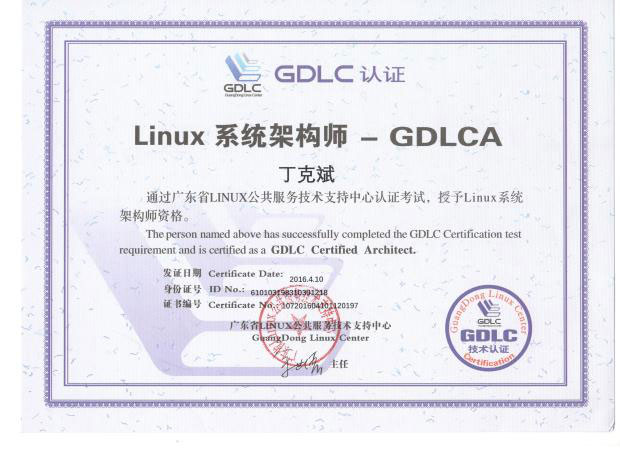 GDLC
GuangDong Linux Center
GDLC 认证
Linux 系统架构师 – GDLCA
丁克斌
通过广东省LINUX公共服务技术支持中心认证考试，授予Linux系统
架构师资格。
The person named above has successfully completed the GDLC Certification test
requirement and is certified as a GDLC Certified Architect.
发证日期 Certificate Date: 2016.4.10
身份证号 ID No.: 610103198310391218
证书编号 Certificate No.: 107201604101120197
广东省LINUX公共服务技术支持中心
GuangDong Linux Center
主任
GuangDong Linux Center
GDLC
GDLC
技术认证
Certification